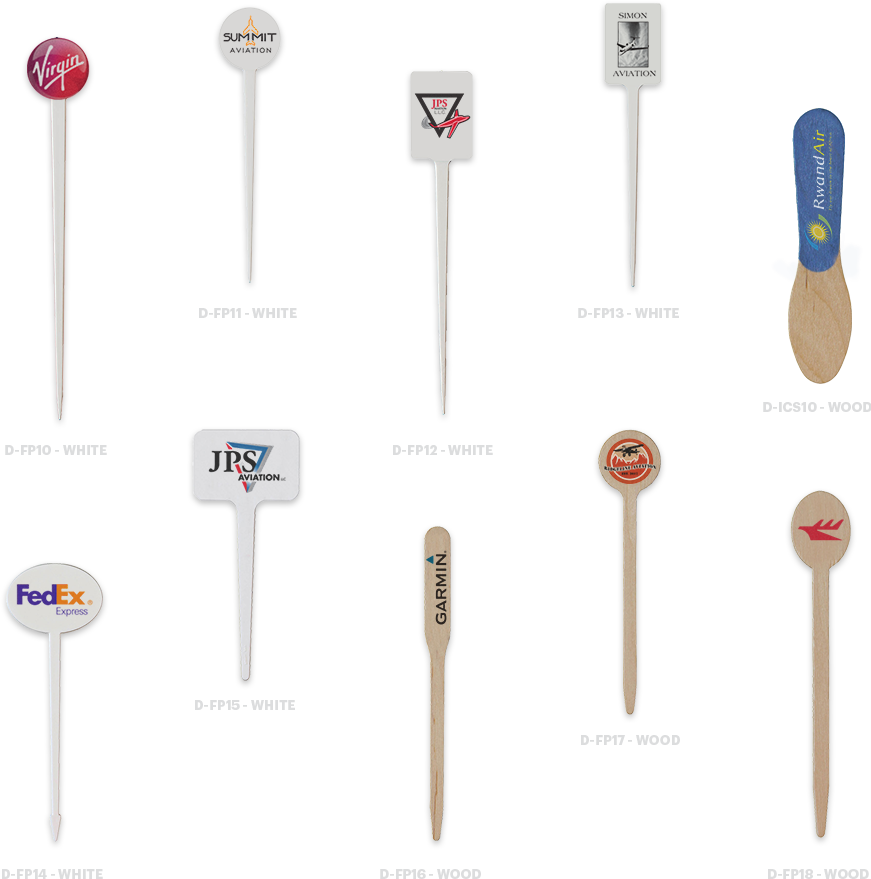 Virgin
SUMMIT
AVIATION
D-FP11 - WHITE
JPS
LLC
SIMON
AVIATION
D-FP13 - WHITE
RwandAir
D-ICS10 - WOOD
D-FP10 - WHITE
D-FP12 - WHITE
JPS
AVIATION
D-FP15 - WHITE
FedEx®
Express
D-FP14 - WHITE
GARMIN
D-FP16 - WOOD
D-FP17 - WOOD
D-FP18 - WOOD